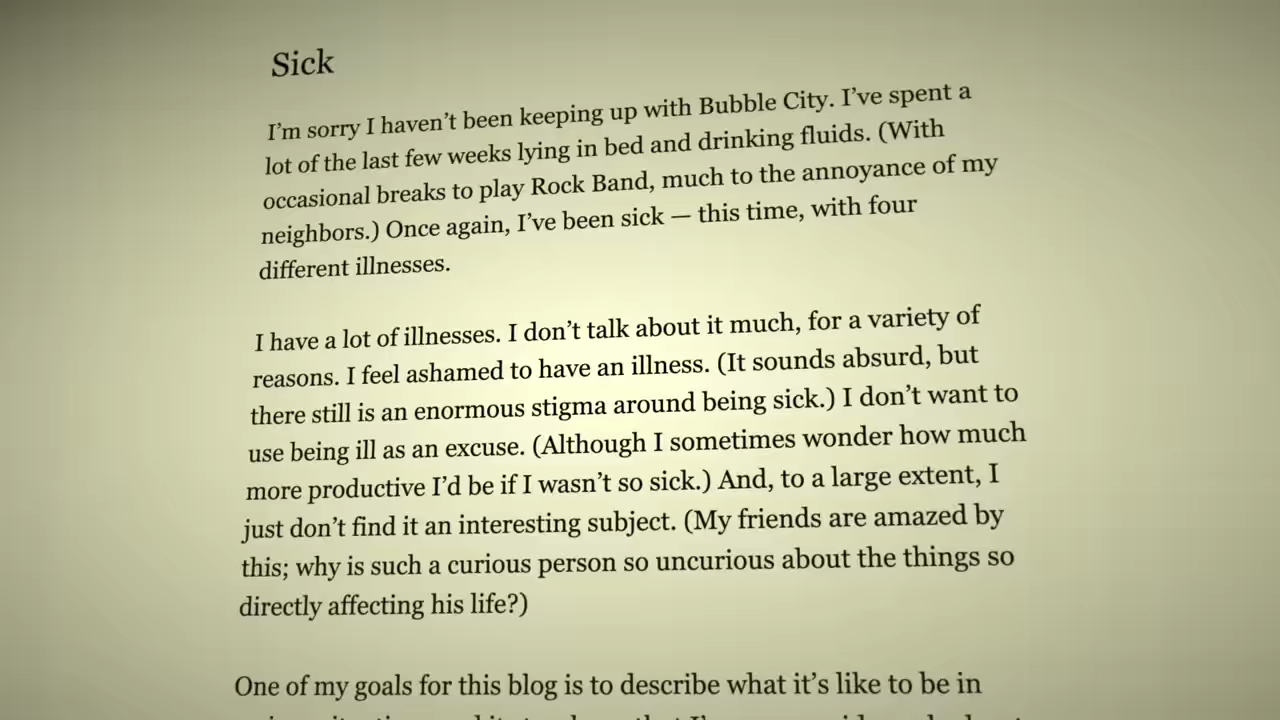 Sick
I'm sorry I haven't been keeping up with Bubble City. I've spent a
lot of the last few weeks lying in bed and drinking fluids. (With
occasional breaks to play Rock Band, much to the annoyance of my
neighbors.) Once again, I've been sick — this time, with four
different illnesses.
I have a lot of illnesses. I don't talk about it much, for a variety of
reasons. I feel ashamed to have an illness. (It sounds absurd, but
there still is an enormous stigma around being sick.) I don't want to
use being ill as an excuse. (Although I sometimes wonder how much
more productive I'd be if I wasn't so sick.) And, to a large extent, I
just don't find it an interesting subject. (My friends are amazed by
this; why is such a curious person so uncurious about the things so
directly affecting his life?)
One of my goals for this blog is to describe what it's like to be in